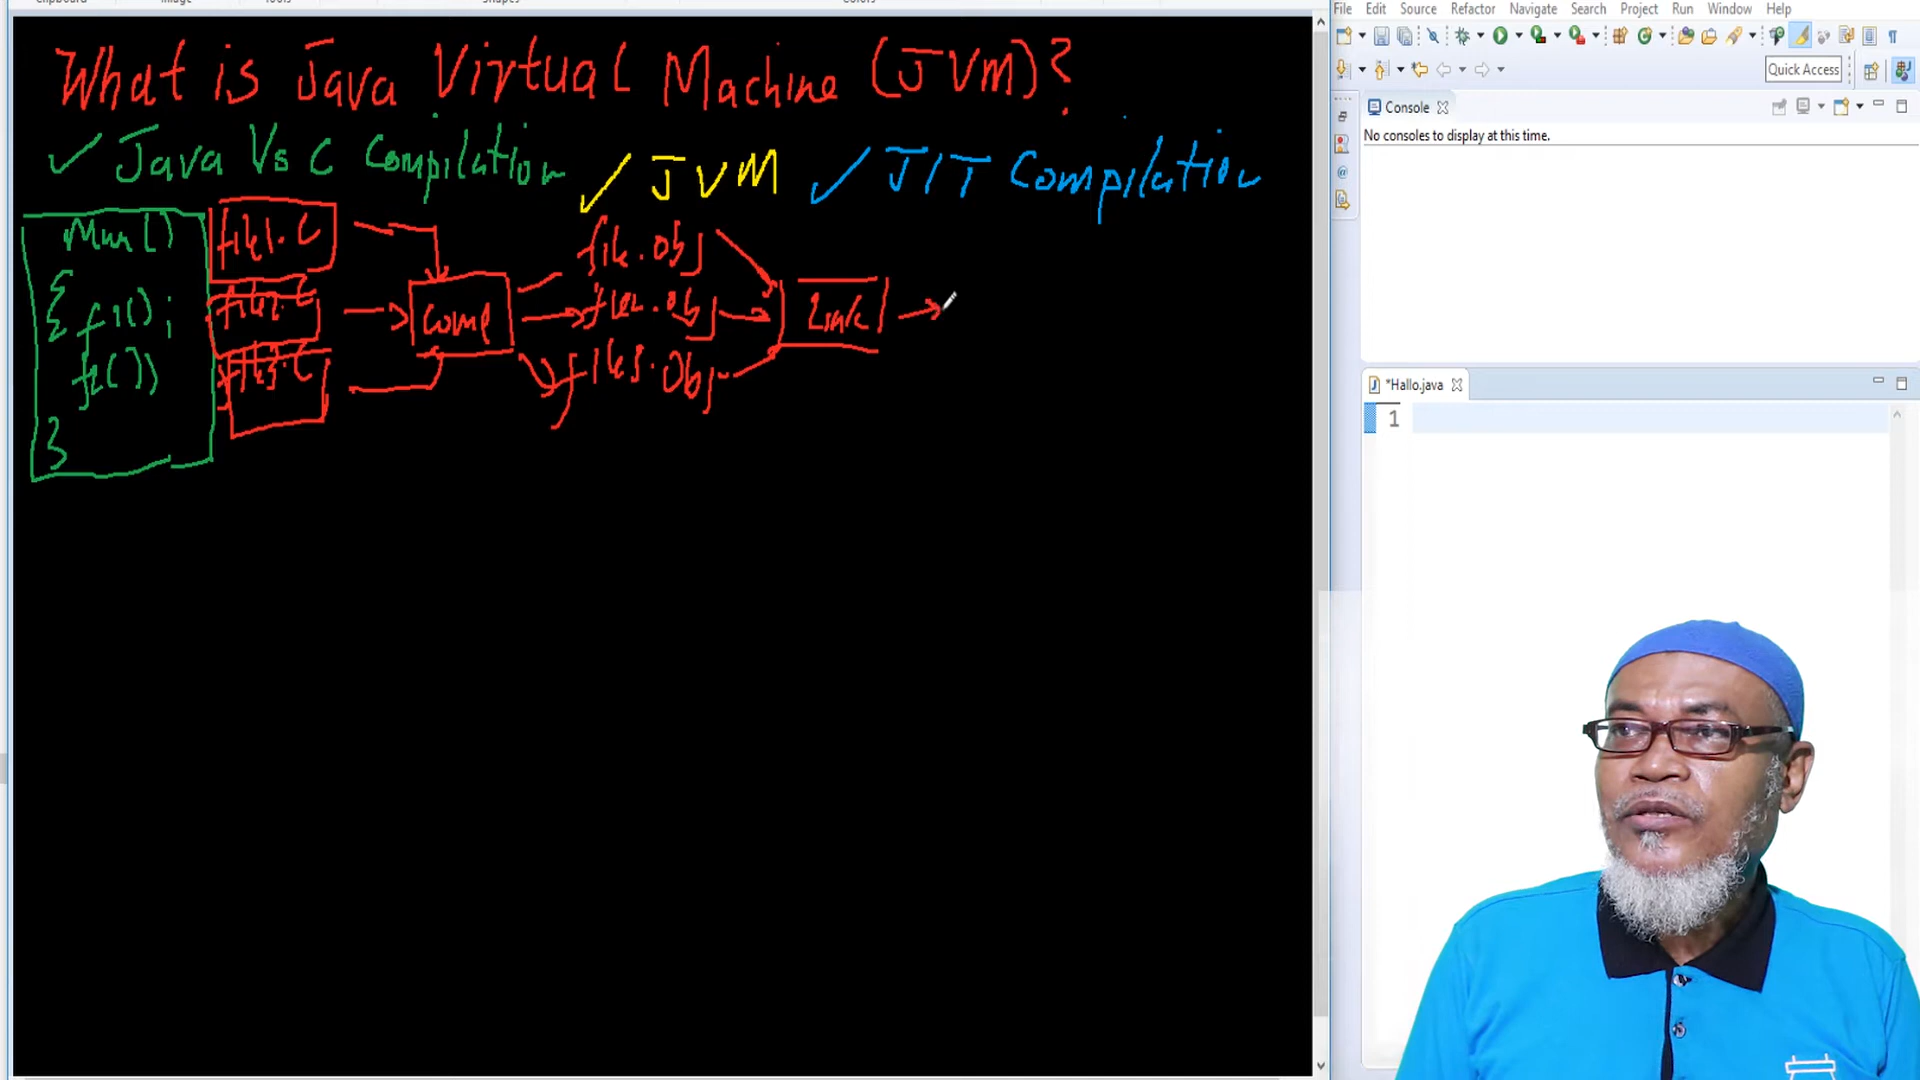 What is Java Virtual Machine (JVM)?
✓ Java Vs C Compilation ✓ JVM ✓ JIT Compilation
file1.C
file2.C
file3.C
{ f1();
f2()
}
Comp
file.obj
file2.obj
file3.obj
Link
File Edit Source Refactor Navigate Search Project Run Window Help
Quick Access
Console
No consoles to display at this time.
*Hallo.java
1